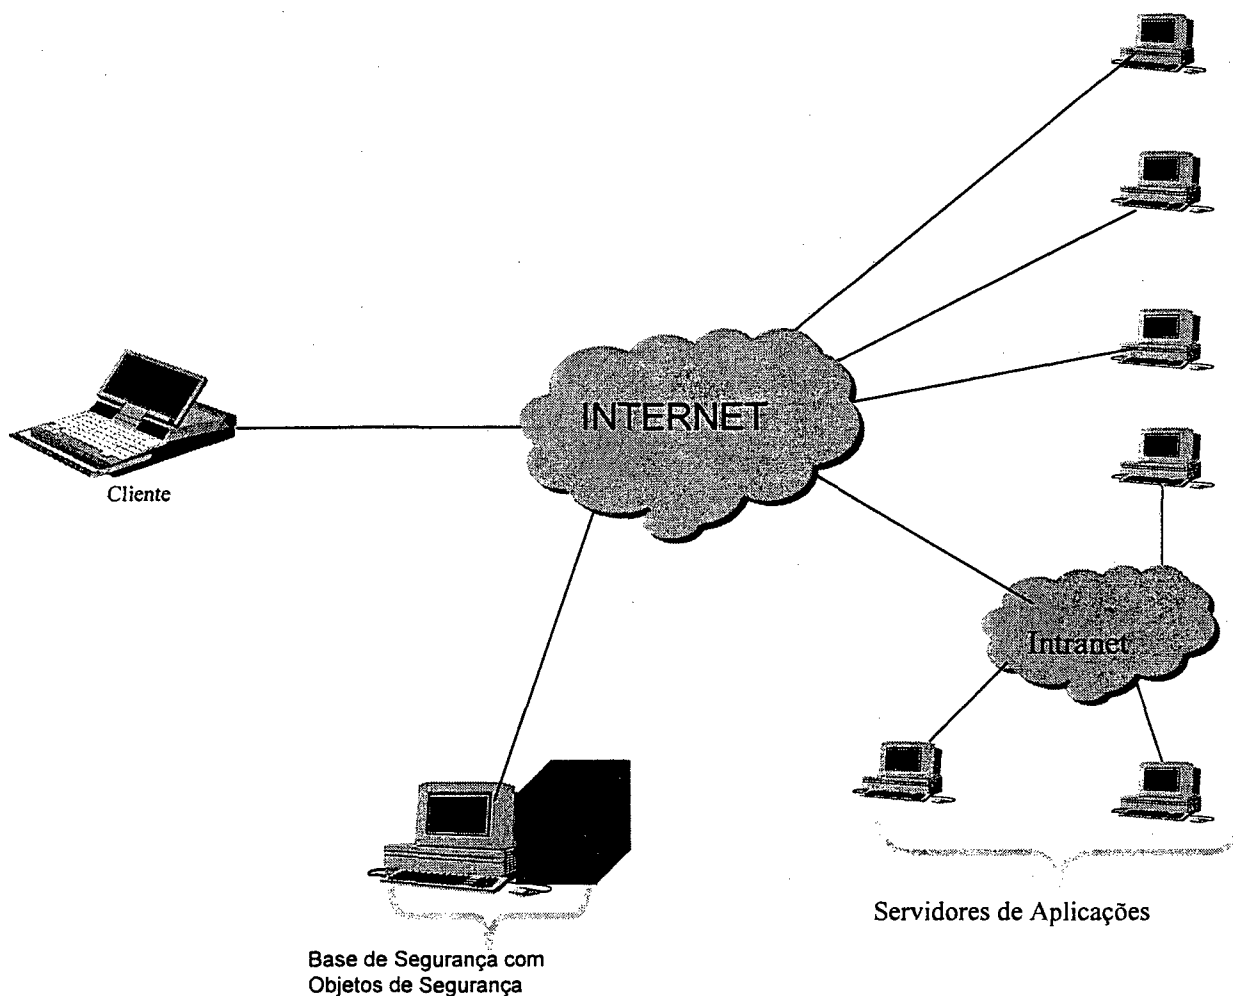 INTERNET
Cliente
Intranet
Servidores de Aplicações
Base de Segurança com
Objetos de Segurança